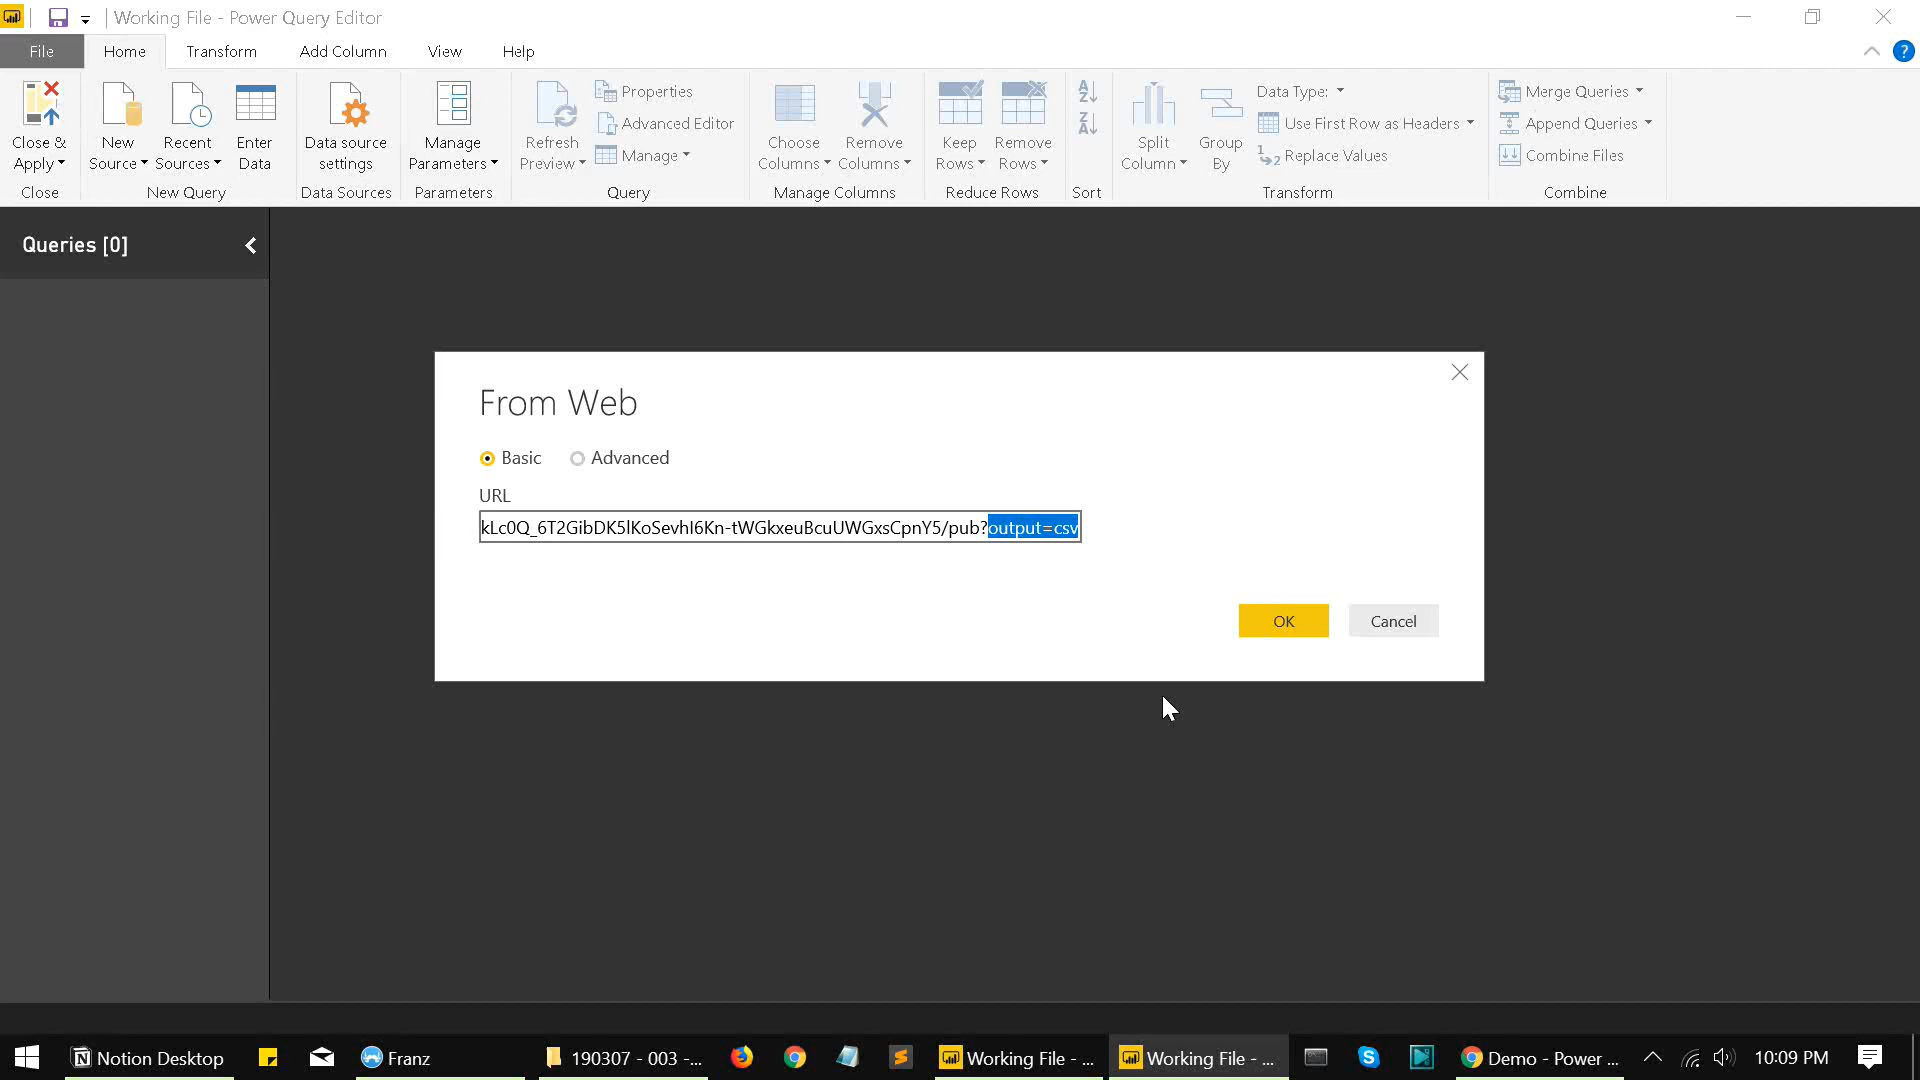 Working File - Power Query Editor
File
Home
Transform
Add Column
View
Help
?
Close &
Apply
Close
New
Source
Recent
Sources
Enter
Data
New Query
Data source
settings
Data Sources
Manage
Parameters
Parameters
Refresh
Preview
Properties
Advanced Editor
Manage
Query
Choose
Columns
Remove
Columns
Manage Columns
Keep
Rows
Remove
Rows
Reduce Rows
A
Z
Z
A
Sort
Split
Column
Group
By
Data Type:
Use First Row as Headers
1
2
Replace Values
Transform
Merge Queries
Append Queries
Combine Files
Combine
Queries [0]
From Web
Basic
Advanced
URL
kLc0Q_6T2GibDK5lKoSevhI6Kn-tWGkxeuBcuUWGxsCpnY5/pub?output=csv
OK
Cancel
Notion Desktop
Franz
190307 - 003 -...
Working File - ...
Working File - ...
Demo - Power ...
10:09 PM